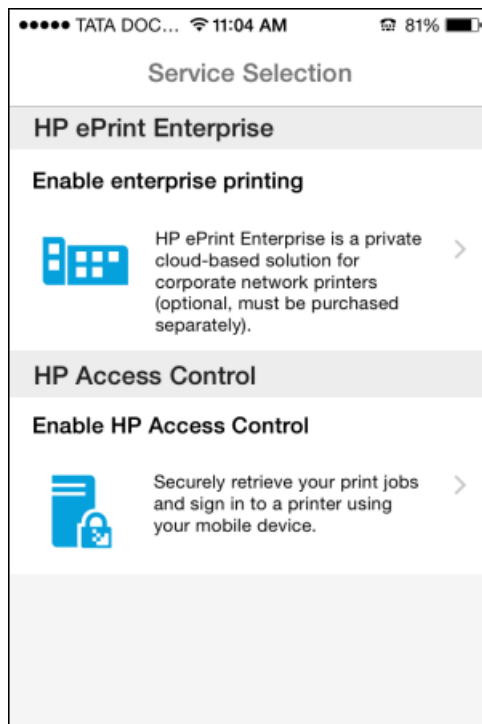 ●●●●● TATA DOC... 11:04 AM 81%
Service Selection
HP ePrint Enterprise
Enable enterprise printing
HP ePrint Enterprise is a private
cloud-based solution for
corporate network printers
(optional, must be purchased
separately).
HP Access Control
Enable HP Access Control
Securely retrieve your print jobs
and sign in to a printer using
your mobile device.